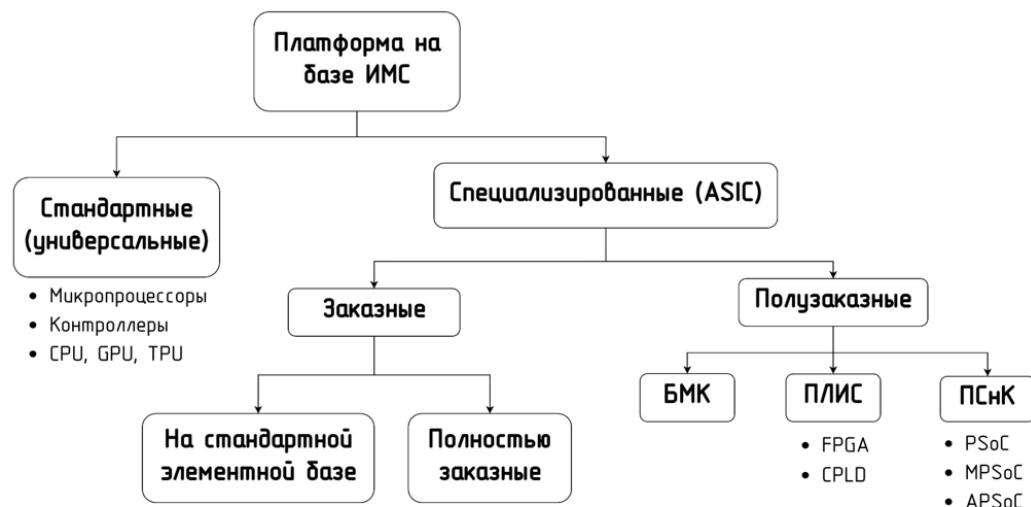 Платформа на
базе ИМС
Стандартные
(универсальные)
• Микропроцессоры
• Контроллеры
• CPU, GPU, TPU
Специализированные (ASIC)
Заказные
На стандартной
элементной базе
Полностью
заказные
Полузаказные
БМК
ПЛИС
• FPGA
• CPLD
ПСнК
• PSoC
• MPSoC
• APSoC